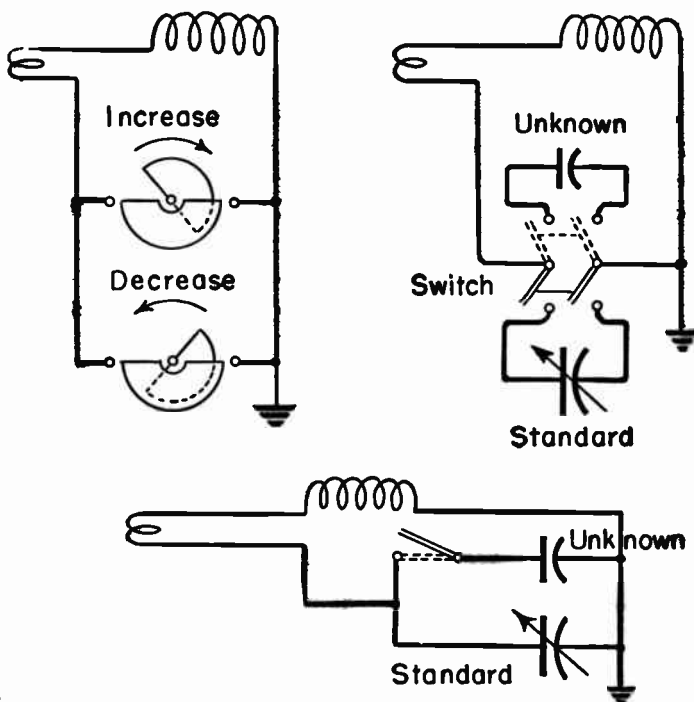 Increase
Decrease
Unknown
Switch
Standard
Unknown
Standard